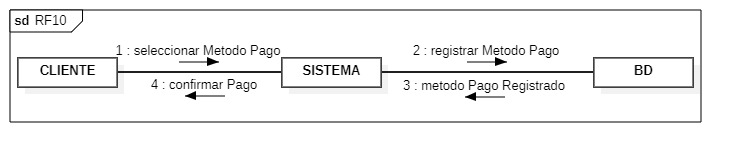 sd RF10
1 : seleccionar Metodo Pago
2 : registrar Metodo Pago
CLIENTE
SISTEMA
BD
4 : confirmar Pago
3 : metodo Pago Registrado